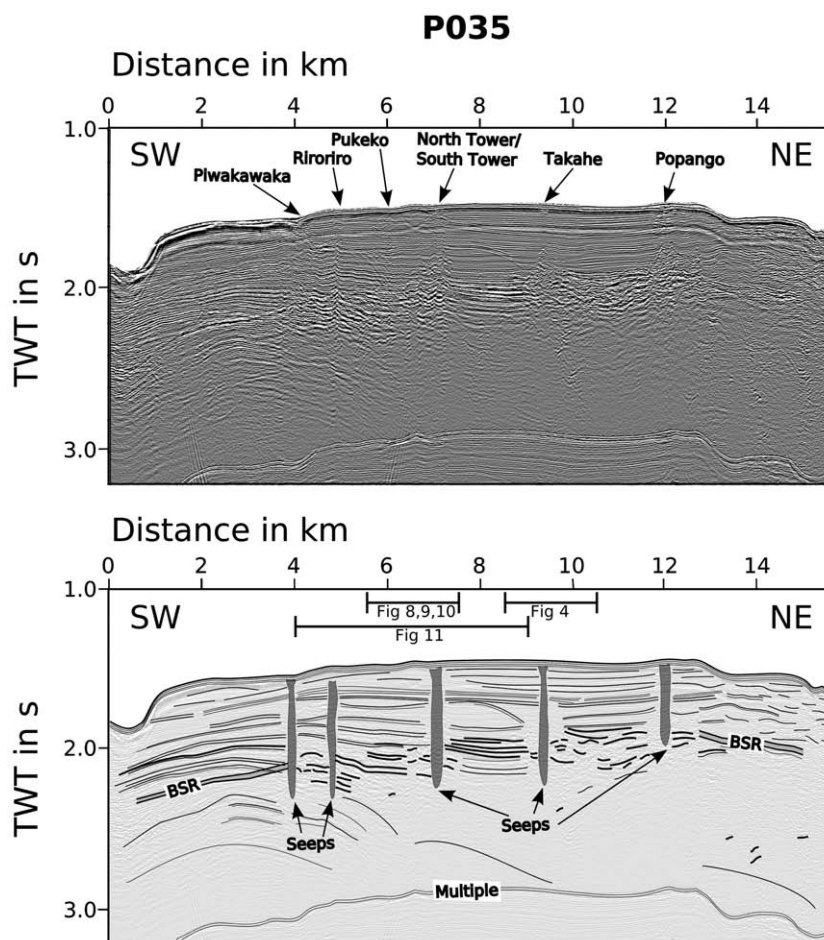 P035
Distance in km
0 2 4 6 8 10 12 14
1.0
SW
NE
Piwakawaka
Riroriro
Pukeko
North Tower/
South Tower
Takahe
Popango
TWT in s
2.0
3.0
Distance in km
0 2 4 6 8 10 12 14
1.0
SW
NE
Fig 8,9,10
Fig 4
Fig 11
TWT in s
2.0
BSR
BSR
Seeps
Seeps
Multiple
3.0